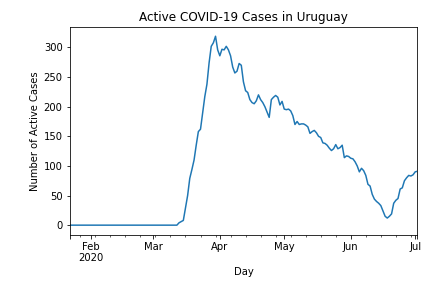 Active COVID-19 Cases in Uruguay
Number of Active Cases
300
250
200
150
100
50
0
Feb
2020
Mar
Apr
May
Jun
Jul
Day